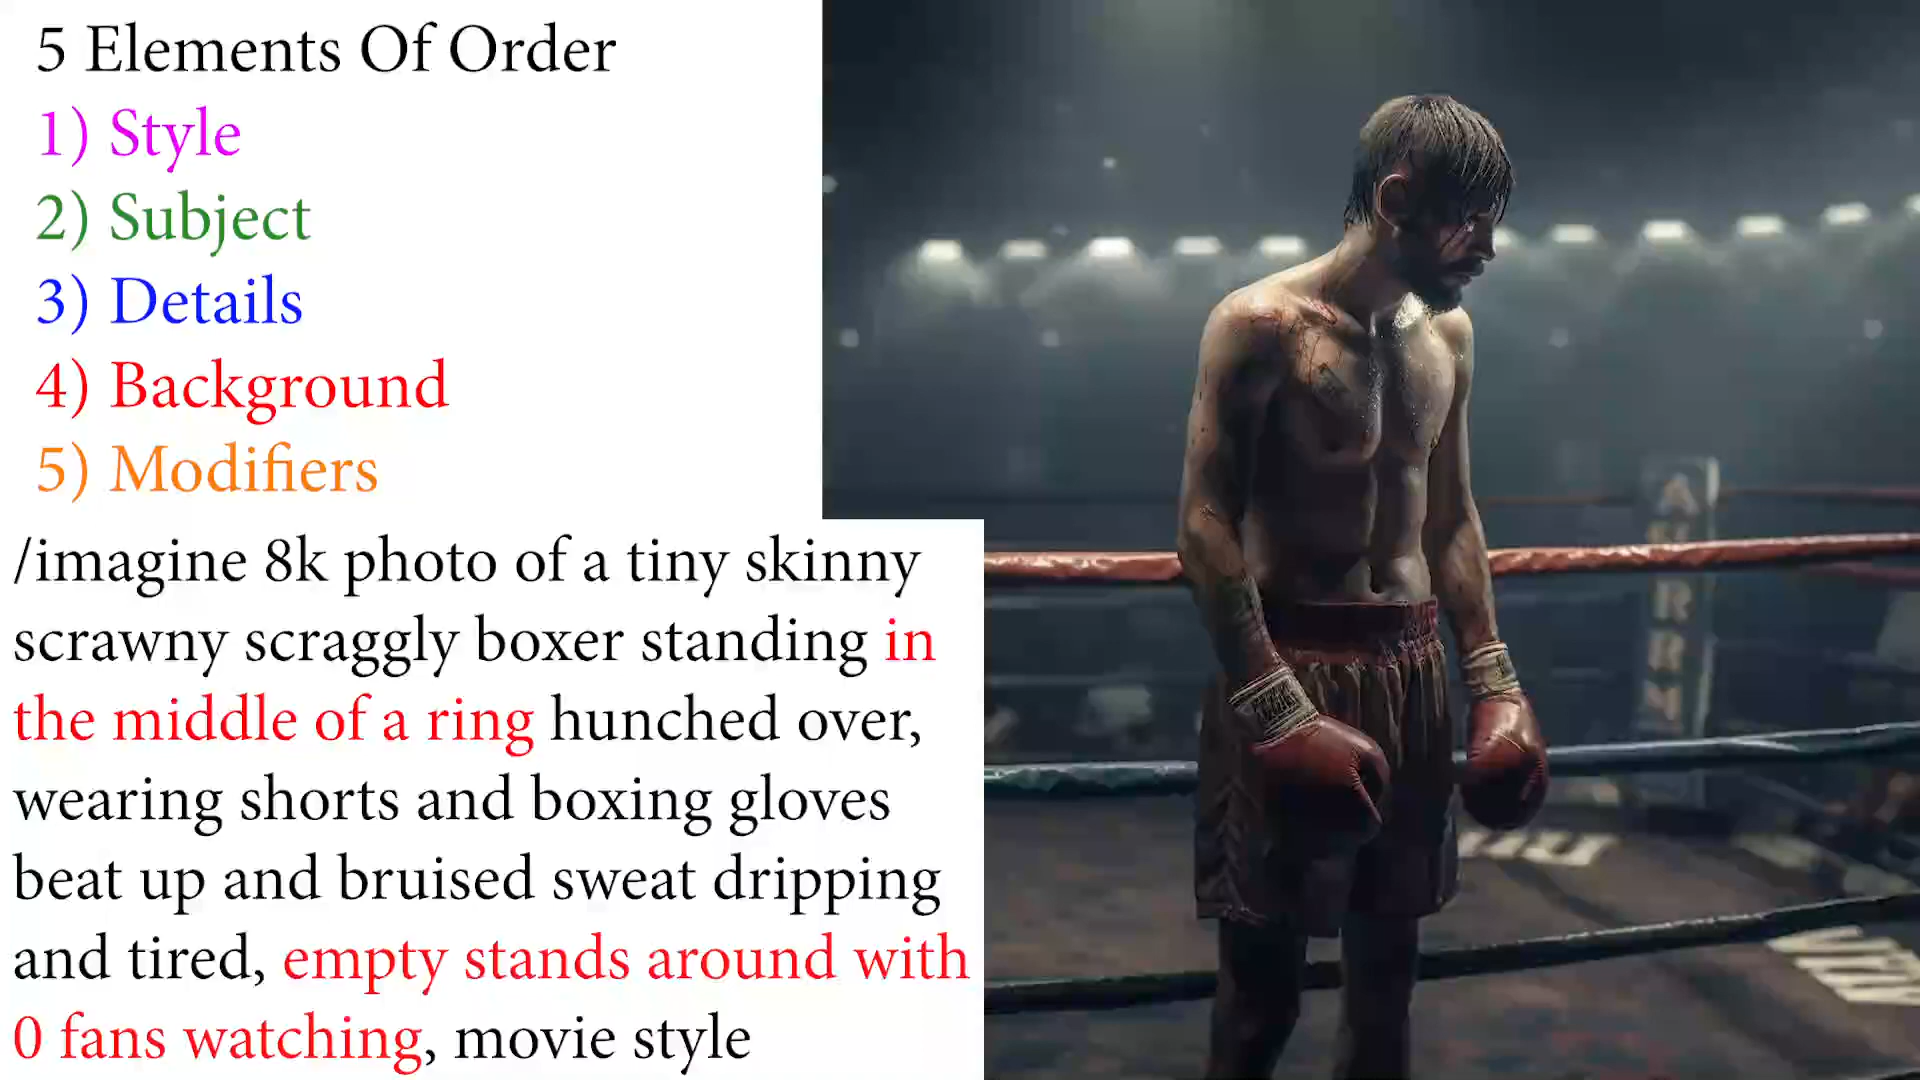 5 Elements Of Order
1) Style
2) Subject
3) Details
4) Background
5) Modifiers
/imagine 8k photo of a tiny skinny
scrawny scraggly boxer standing in
the middle of a ring hunched over,
wearing shorts and boxing gloves
beat up and bruised sweat dripping
and tired, empty stands around with
0 fans watching, movie style